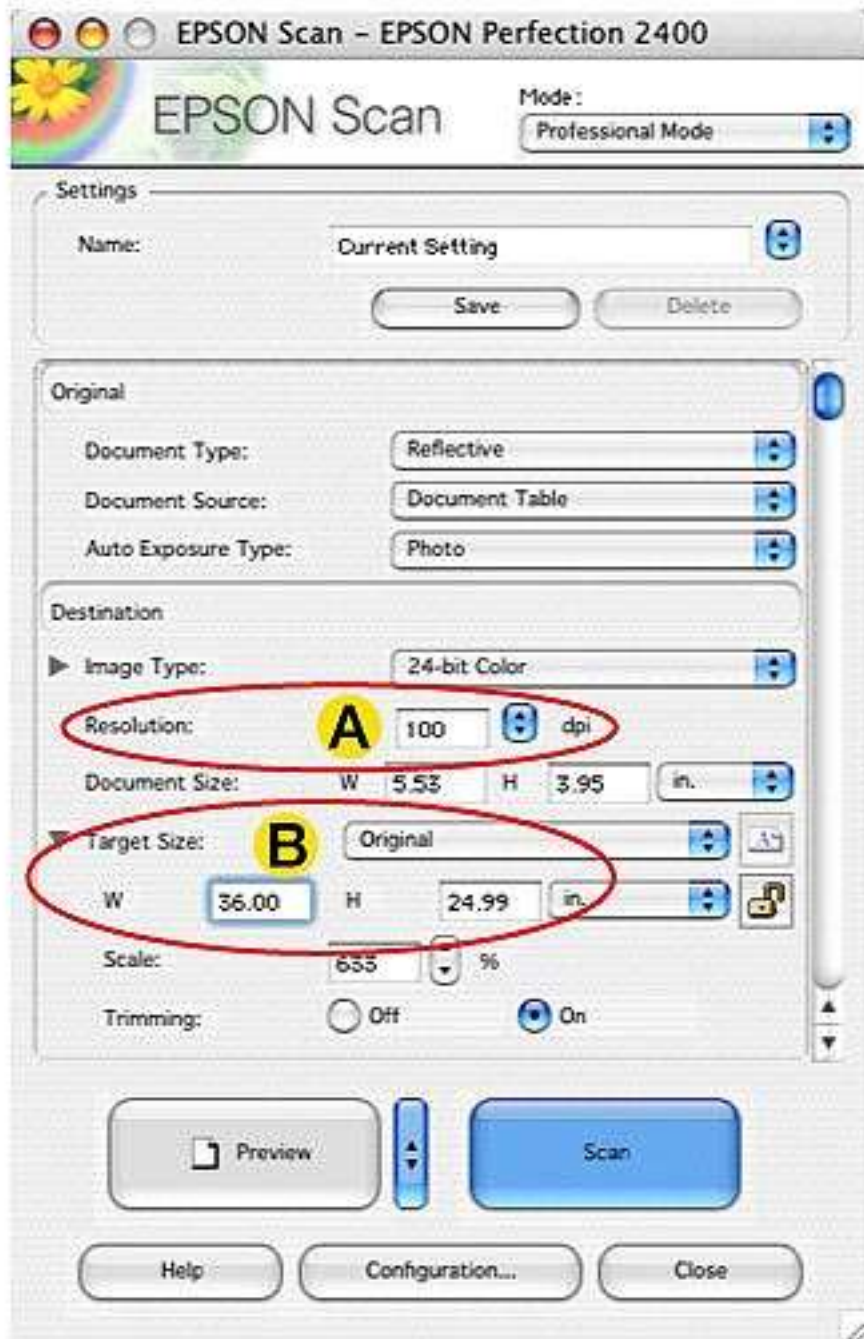 EPSON Scan - EPSON Perfection 2400
EPSON Scan
Mode:
Professional Mode
Settings
Name: Current Setting
Save Delete
Original
Document Type: Reflective
Document Source: Document Table
Auto Exposure Type: Photo
Destination
Image Type: 24-bit Color
Resolution: A 100 dpi
Document Size: W 5.53 H 3.95 in.
Target Size: B Original
W 36.00 H 24.99 in.
Scale: 633 %
Trimming: Off On
Preview Scan
Help Configuration... Close